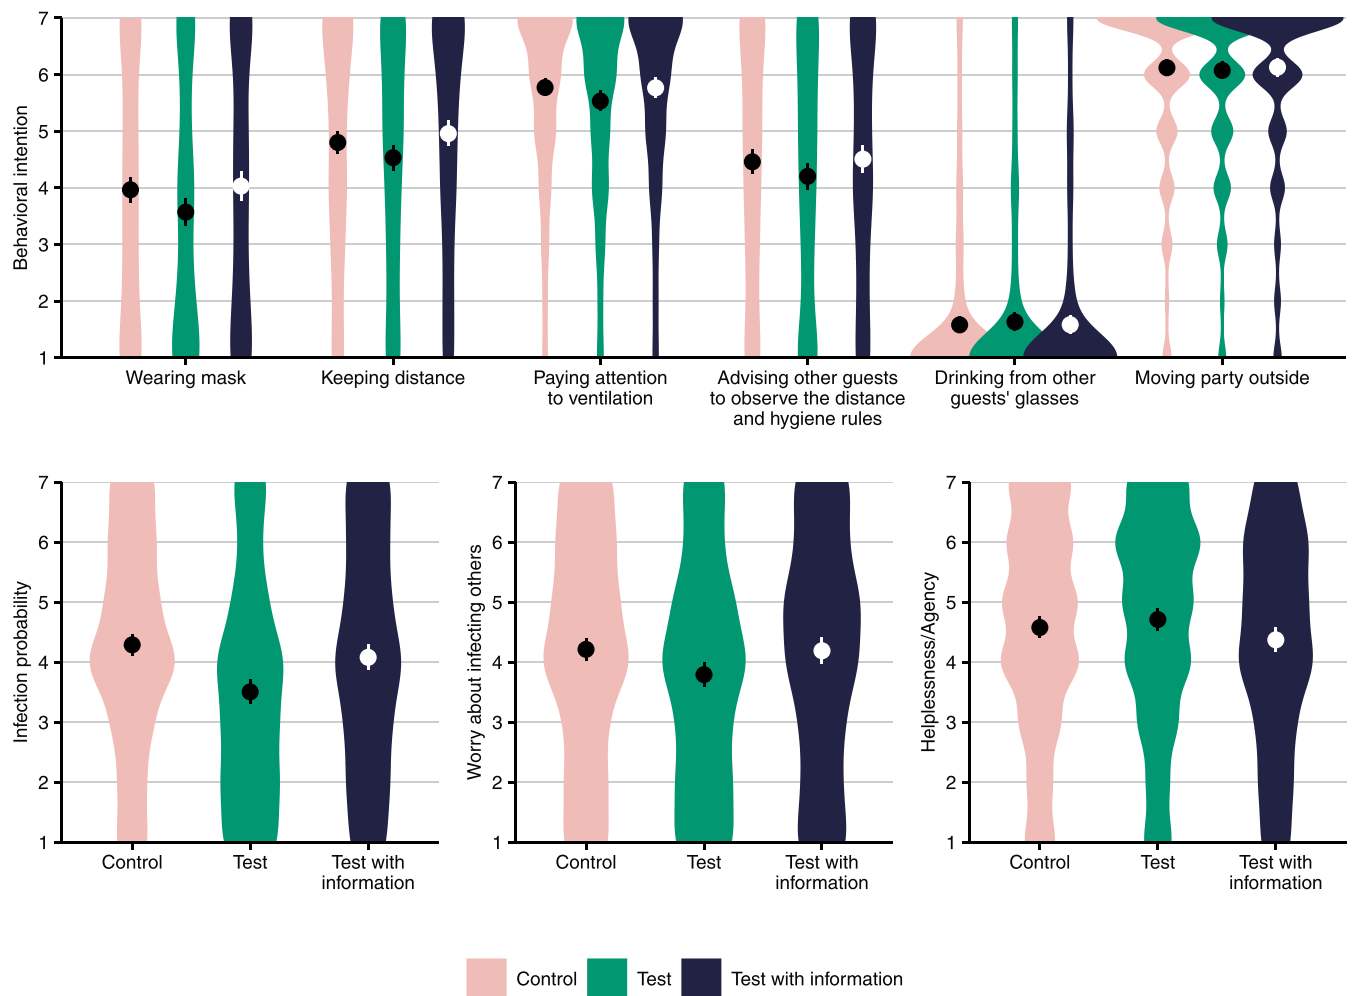 Behavioral intention
7
6
5
4
3
2
1
Wearing mask
Keeping distance
Paying attention
to ventilation
Advising other guests
to observe the distance
and hygiene rules
Drinking from other
guests' glasses
Moving party outside
Infection probability
7
6
5
4
3
2
1
Control
Test
Test with
information
Worry about infecting others
7
6
5
4
3
2
1
Control
Test
Test with
information
Helplessness/Agency
7
6
5
4
3
2
1
Control
Test
Test with
information
Control
Test
Test with information